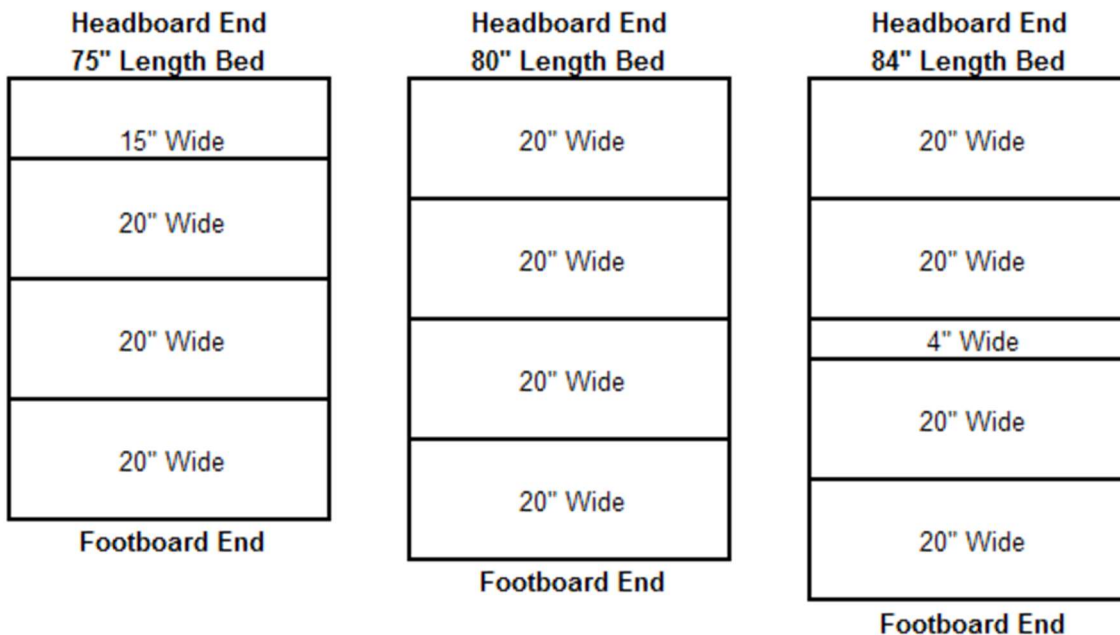 Headboard End
75" Length Bed
15" Wide
20" Wide
20" Wide
20" Wide
Footboard End
Headboard End
80" Length Bed
20" Wide
20" Wide
20" Wide
20" Wide
Footboard End
Headboard End
84" Length Bed
20" Wide
20" Wide
4" Wide
20" Wide
20" Wide
Footboard End